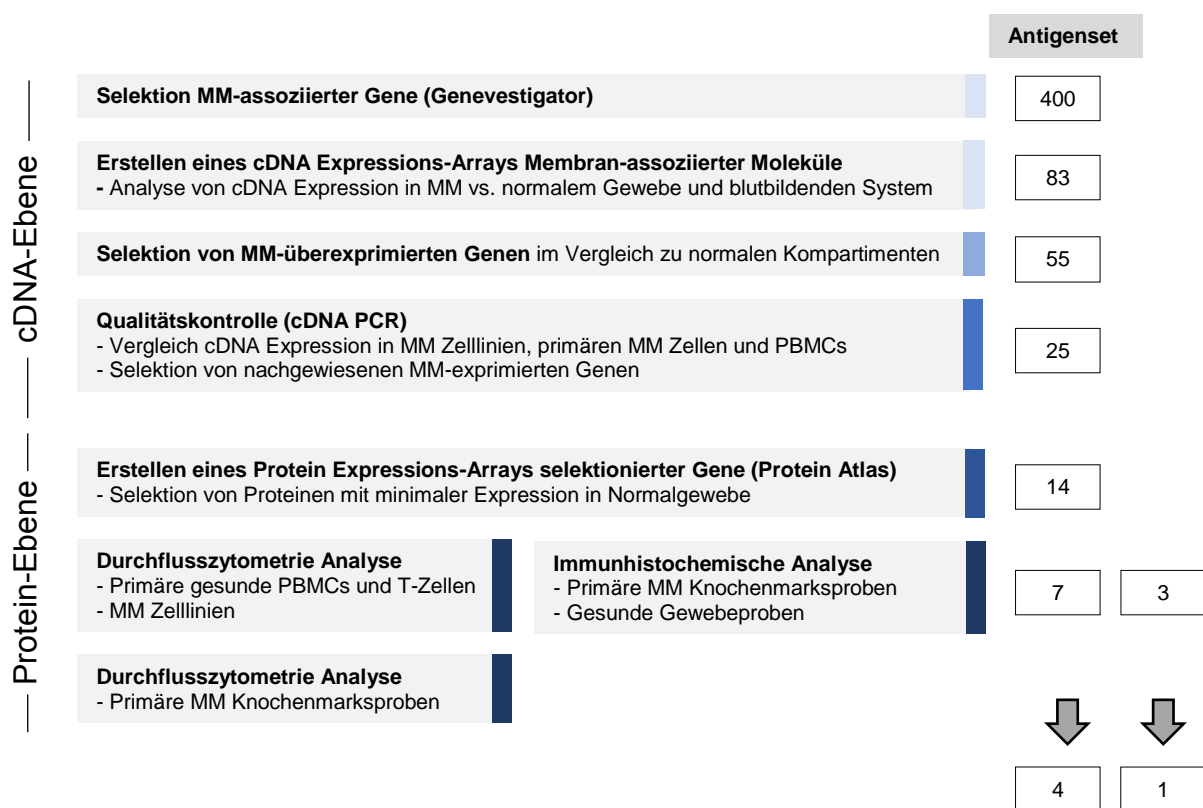 Antigenset
cDNA-Ebene
Selektion MM-assoziierter Gene (Genevestigator)
400
Erstellen eines cDNA Expressions-Arrays Membran-assoziierter Moleküle
- Analyse von cDNA Expression in MM vs. normalem Gewebe und blutbildenden System
83
Selektion von MM-überexprimierten Genen im Vergleich zu normalen Kompartimenten
55
Qualitätskontrolle (cDNA PCR)
- Vergleich cDNA Expression in MM Zelllinien, primären MM Zellen und PBMCs
- Selektion von nachgewiesenen MM-exprimierten Genen
25
Protein-Ebene
Erstellen eines Protein Expressions-Arrays selektionierter Gene (Protein Atlas)
- Selektion von Proteinen mit minimaler Expression in Normalgewebe
14
Durchflusszytometrie Analyse
- Primäre gesunde PBMCs und T-Zellen
- MM Zelllinien
Immunhistochemische Analyse
- Primäre MM Knochenmarksproben
- Gesunde Gewebeproben
7
3
Durchflusszytometrie Analyse
- Primäre MM Knochenmarksproben
4
1